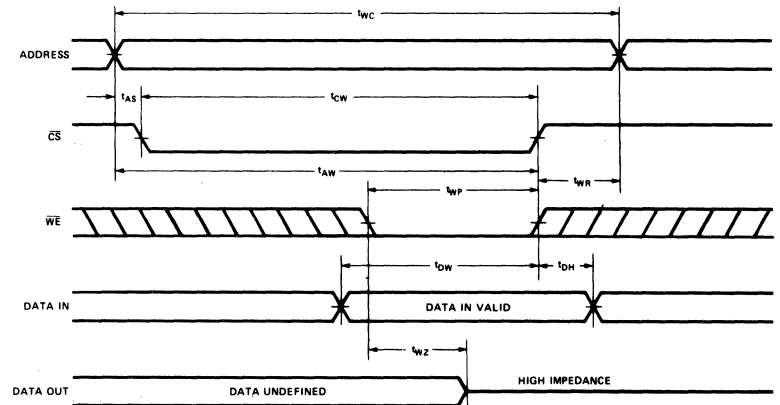 tWC
ADDRESS
tAS
tCW
CS
tAW
tWP
tWR
WE
tDW
tDH
DATA IN
DATA IN VALID
tWZ
DATA OUT
DATA UNDEFINED
HIGH IMPEDANCE